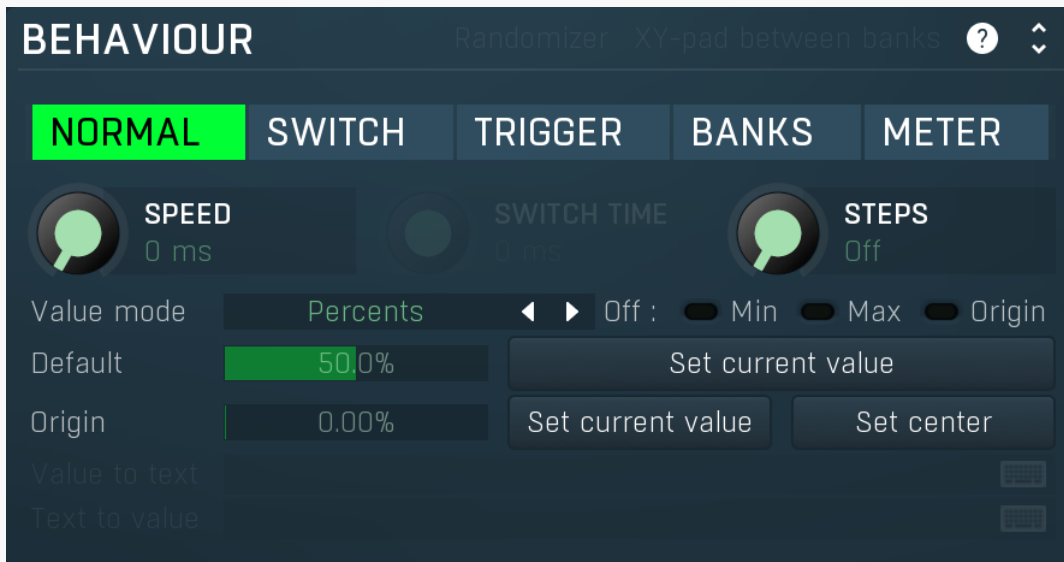 BEHAVIOUR Randomizer XY-pad between banks ?
NORMAL SWITCH TRIGGER BANKS METER
SPEED SWITCH TIME STEPS
0 ms 0 ms Off
Value mode Percents Off : Min Max Origin
Default 50.0% Set current value
Origin 0.00% Set current value Set center
Value to text
Text to value